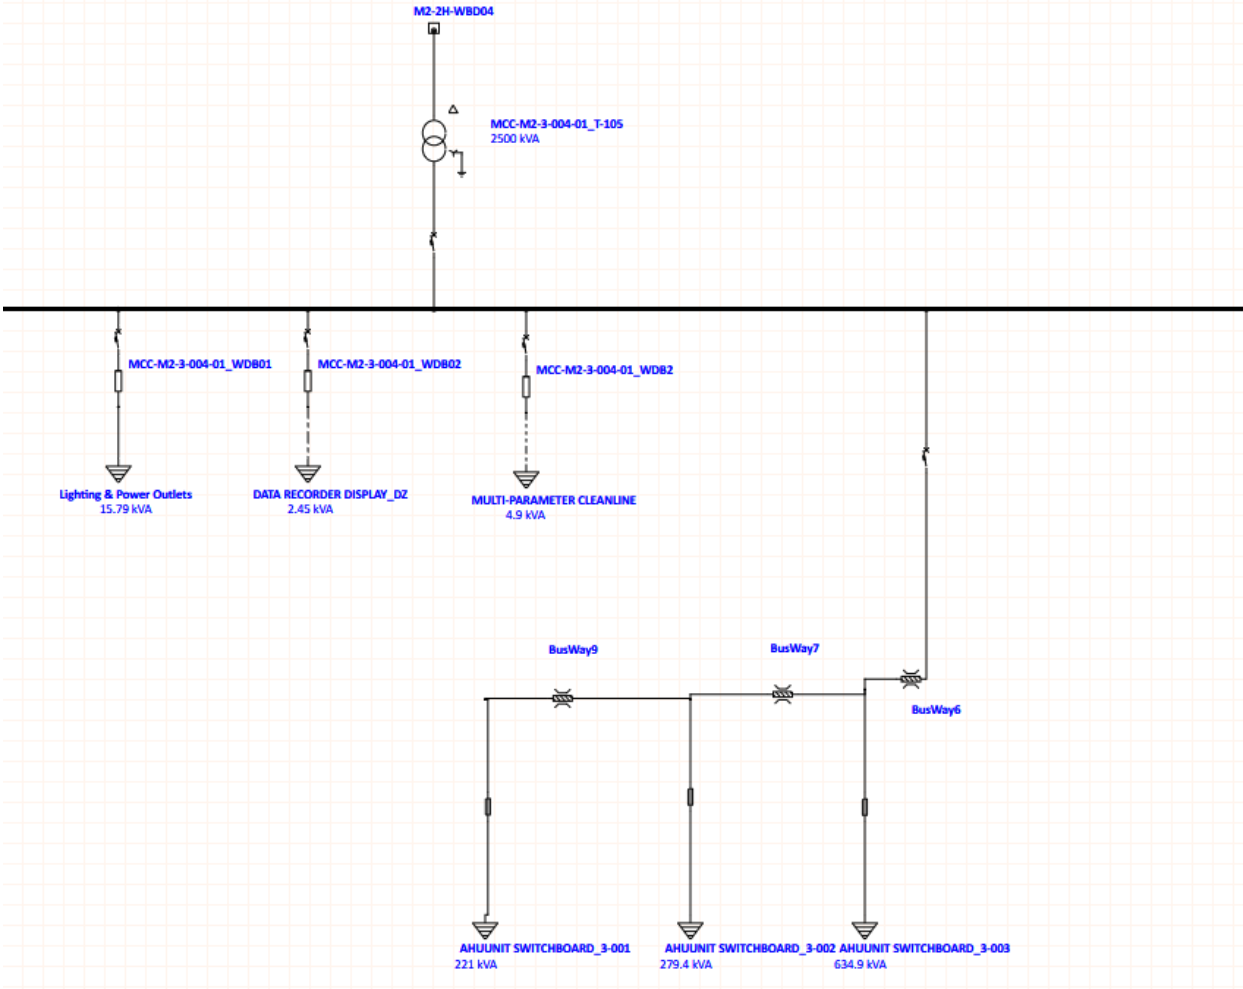 M2-2H-WBD04
MCC-M2-3-004-01_T-105
2500 kVA
MCC-M2-3-004-01_WDB01
MCC-M2-3-004-01_WDB02
MCC-M2-3-004-01_WDB2
Lighting & Power Outlets
15.79 kVA
DATA RECORDER DISPLAY_DZ
2.45 kVA
MULTI-PARAMETER CLEANLINE
4.9 kVA
BusWay9
BusWay7
BusWay6
AHUUNIT SWITCHBOARD_3-001
221 kVA
AHUUNIT SWITCHBOARD_3-002
279.4 kVA
AHUUNIT SWITCHBOARD_3-003
634.9 kVA